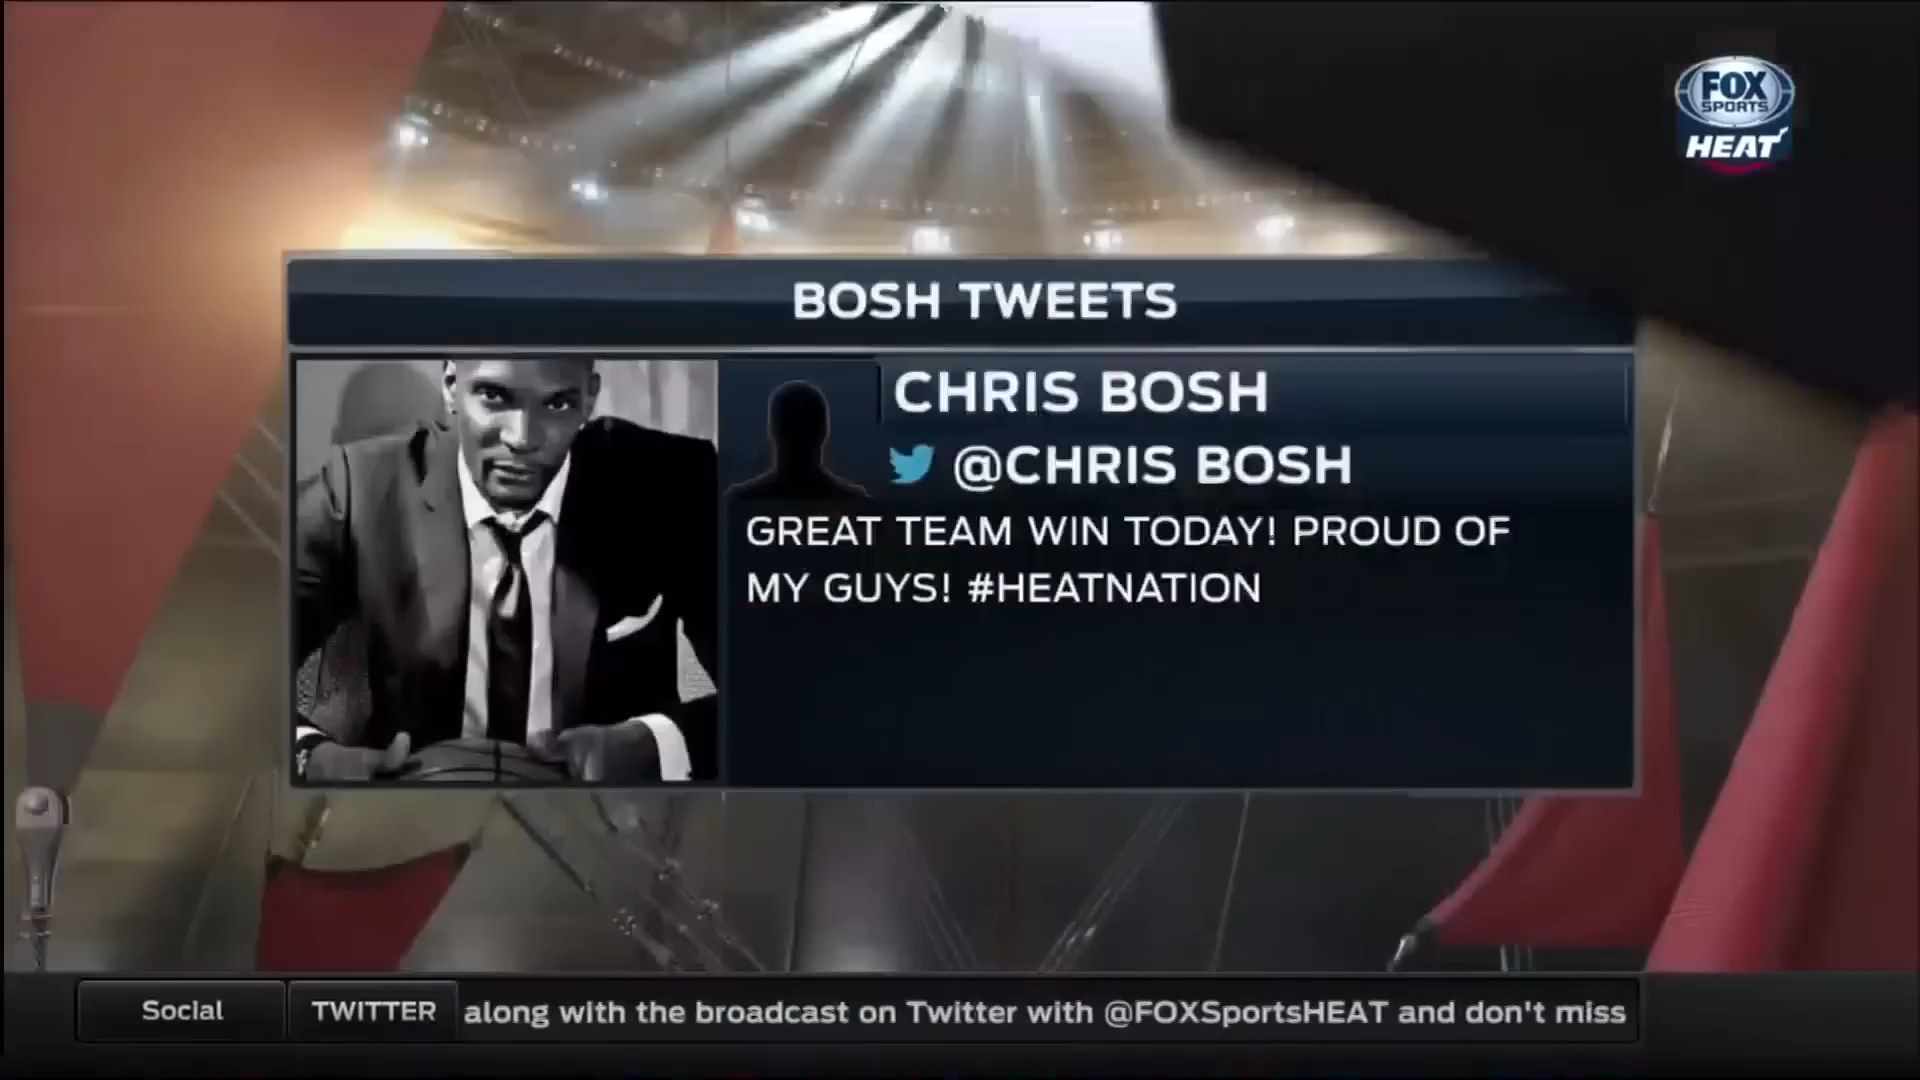 FOX
SPORTS
HEAT
BOSH TWEETS
CHRIS BOSH
@CHRIS BOSH
GREAT TEAM WIN TODAY! PROUD OF
MY GUYS! #HEATNATION
Social TWITTER along with the broadcast on Twitter with @FOXSportsHEAT and don't miss